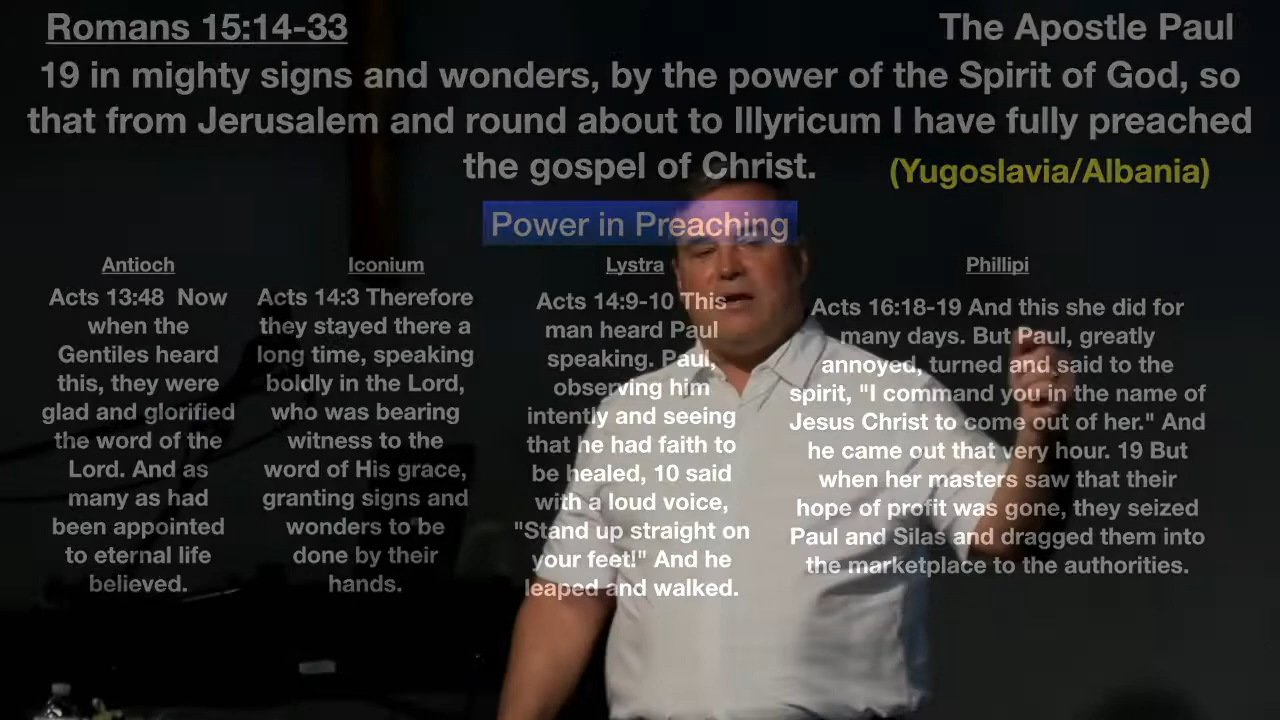 Romans 15:14-33
The Apostle Paul
19 in mighty signs and wonders, by the power of the Spirit of God, so
that from Jerusalem and round about to Illyricum I have fully preached
the gospel of Christ.
(Yugoslavia/Albania)
Power in Preaching
Antioch
Acts 13:48  Now
when the
Gentiles heard
this, they were
glad and glorified
the word of the
Lord. And as
many as had
been appointed
to eternal life
believed.
Iconium
Acts 14:3 Therefore
they stayed there a
long time, speaking
boldly in the Lord,
who was bearing
witness to the
word of His grace,
granting signs and
wonders to be
done by their
hands.
Lystra
Acts 14:9-10 This
man heard Paul
speaking. Paul,
observing him
intently and seeing
that he had faith to
be healed, 10 said
with a loud voice,
"Stand up straight on
your feet!" And he
leaped and walked.
Phillipi
Acts 16:18-19 And this she did for
many days. But Paul, greatly
annoyed, turned and said to the
spirit, "I command you in the name of
Jesus Christ to come out of her." And
he came out that very hour. 19 But
when her masters saw that their
hope of profit was gone, they seized
Paul and Silas and dragged them into
the marketplace to the authorities.